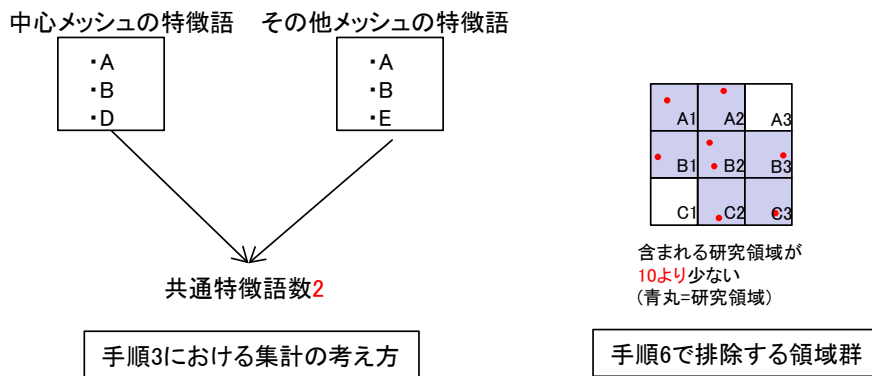 中心メッシュの特徴語
その他メッシュの特徴語
・A
・B
・D
・A
・B
・E
共通特徴語数2
手順3における集計の考え方
A1 A2 A3
B1 B2 B3
C1 C2 C3
含まれる研究領域が
10より少ない
(青丸=研究領域)
手順6で排除する領域群